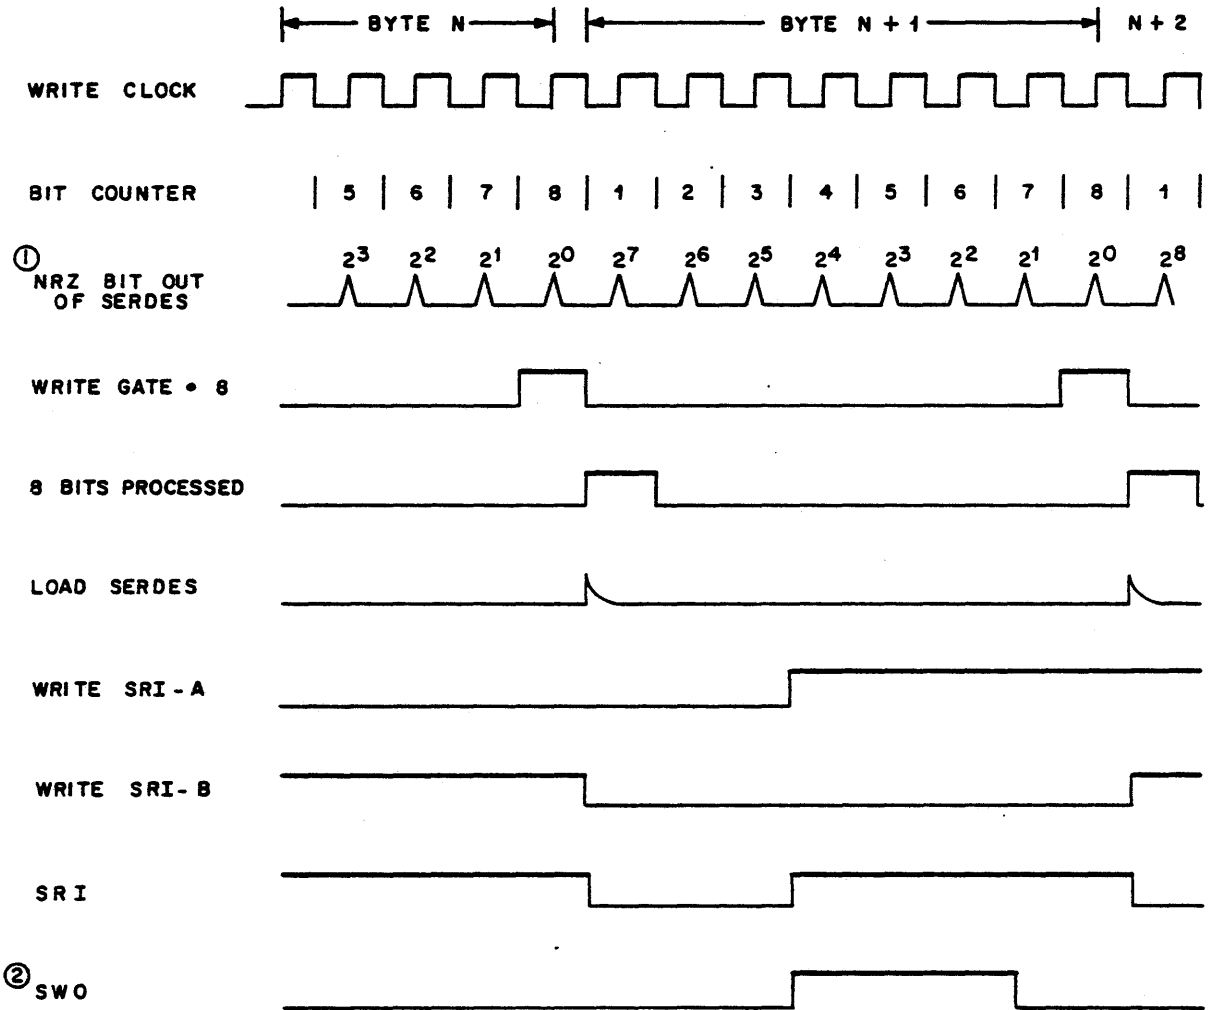 BYTE N BYTE N + 1 N + 2
WRITE CLOCK
BIT COUNTER 5 6 7 8 1 2 3 4 5 6 7 8 1
① 2³ 2² 2¹ 2⁰ 2⁷ 2⁶ 2⁵ 2⁴ 2³ 2² 2¹ 2⁰ 2⁸
NRZ BIT OUT
OF SERDES
WRITE GATE • 8
8 BITS PROCESSED
LOAD SERDES
WRITE SRI - A
WRITE SRI - B
SRI
② SWO